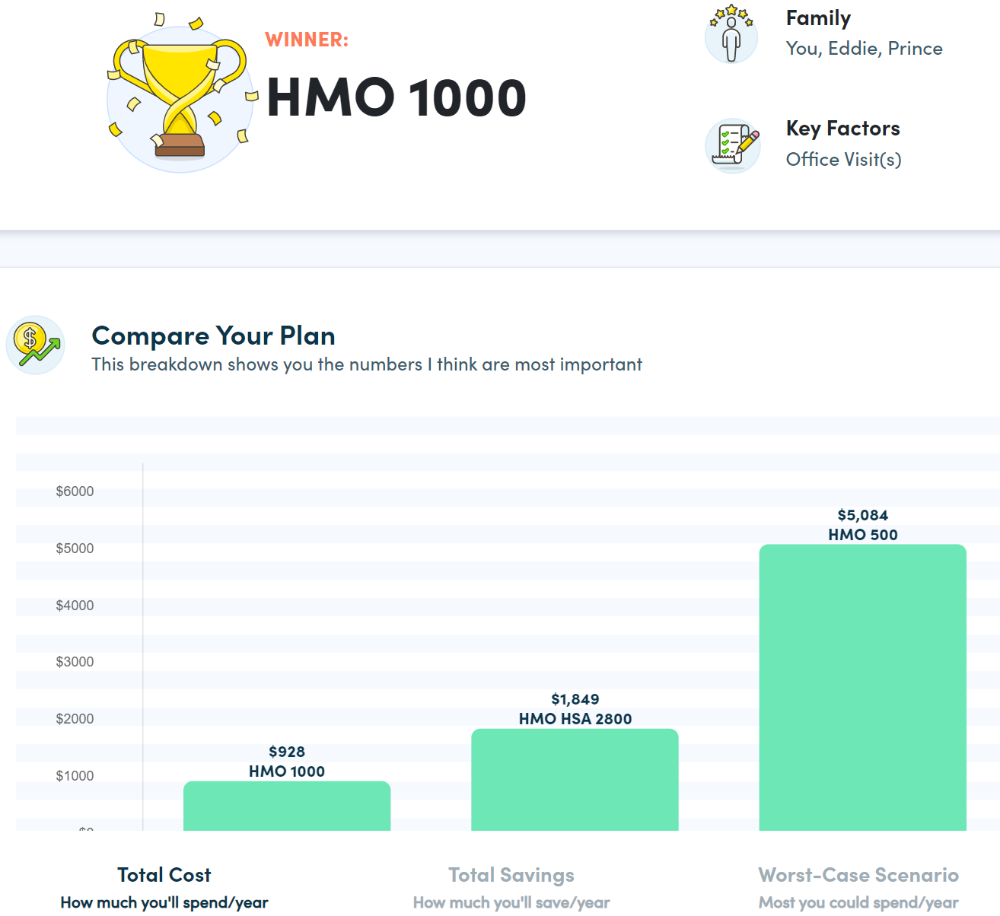 WINNER:
HMO 1000
Family
You, Eddie, Prince
Key Factors
Office Visit(s)
Compare Your Plan
This breakdown shows you the numbers I think are most important
$6000
$5000
$4000
$3000
$2000
$1000
$0
$928
HMO 1000
$1,849
HMO HSA 2800
$5,084
HMO 500
Total Cost
How much you'll spend/year
Total Savings
How much you'll save/year
Worst-Case Scenario
Most you could spend/year